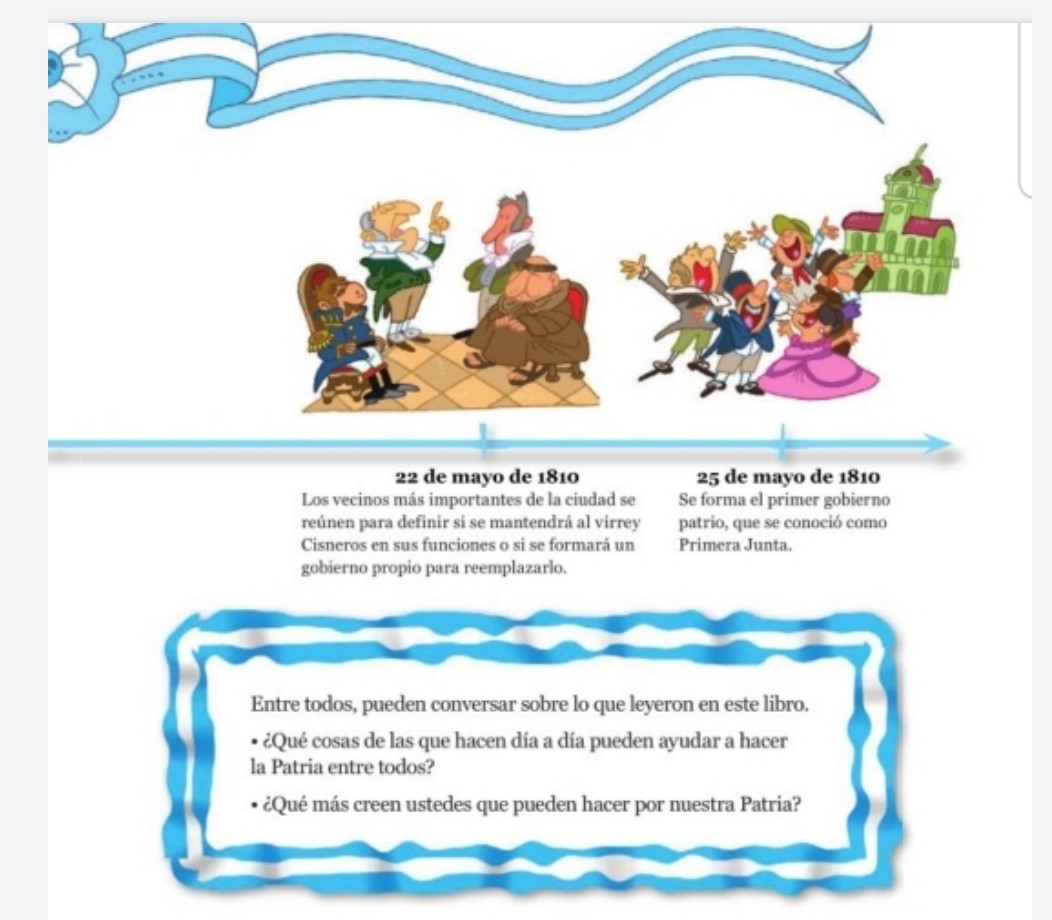 22 de mayo de 1810
Los vecinos más importantes de la ciudad se
reúnen para definir si se mantendrá al virrey
Cisneros en sus funciones o si se formará un
gobierno propio para reemplazarlo.
25 de mayo de 1810
Se forma el primer gobierno
patrio, que se conoció como
Primera Junta.
Entre todos, pueden conversar sobre lo que leyeron en este libro.
• ¿Qué cosas de las que hacen día a día pueden ayudar a hacer
la Patria entre todos?
• ¿Qué más creen ustedes que pueden hacer por nuestra Patria?